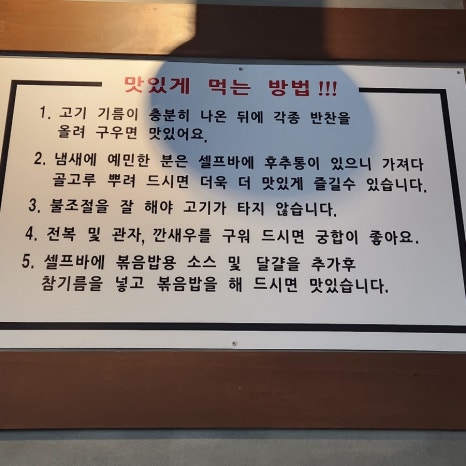 맛있게 먹는 방법!!!
1. 고기 기름이 충분히 나온 뒤에 각종 반찬을
올려 구우면 맛있어요.
2. 냄새에 예민한 분은 셀프바에 후추통이 있으니 가져다
골고루 뿌려 드시면 더욱 더 맛있게 즐길수 있습니다.
3. 불조절을 잘 해야 고기가 타지 않습니다.
4. 전복 및 관자, 깐새우를 구워 드시면 궁합이 좋아요.
5. 셀프바에 볶음밥용 소스 및 달걀을 추가후
참기름을 넣고 볶음밥을 해 드시면 맛있습니다.